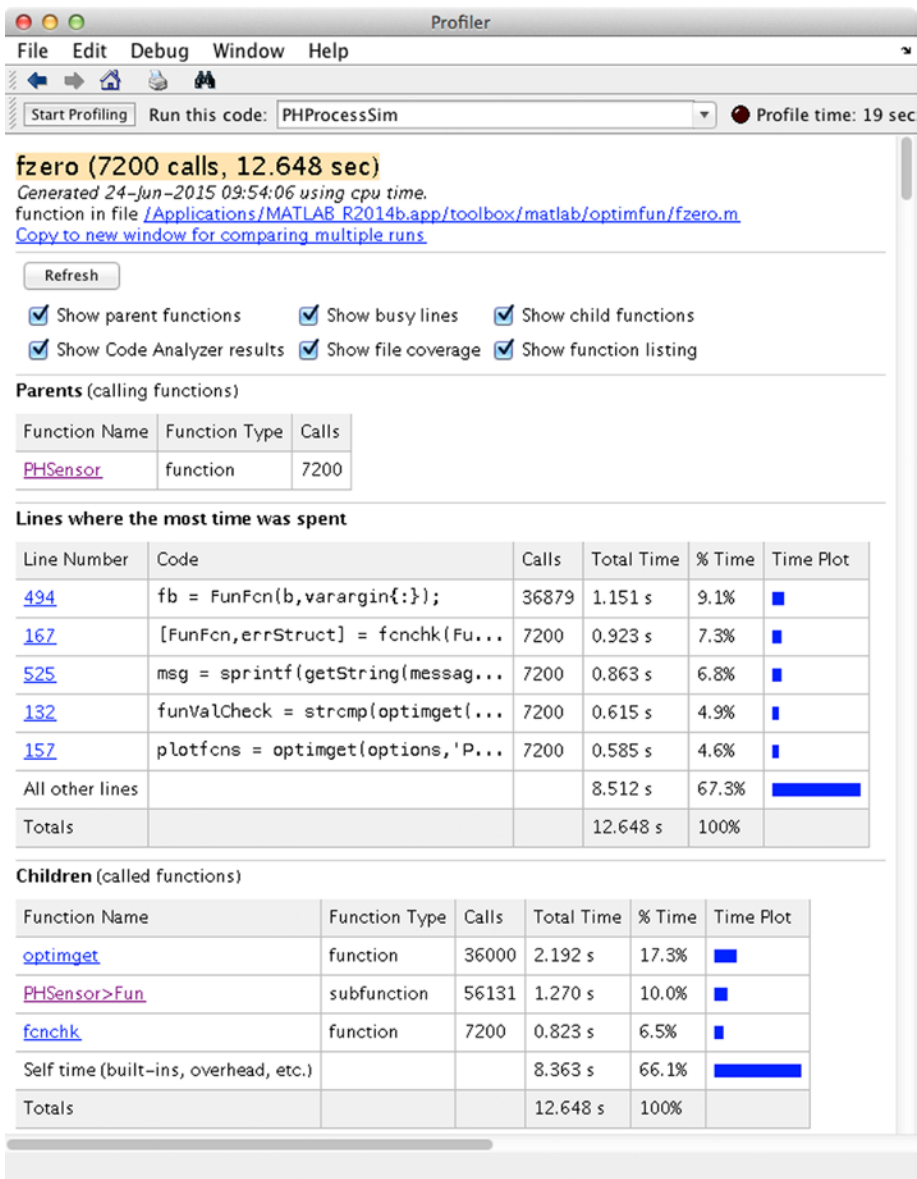 Profiler
File Edit Debug Window Help
Start Profiling Run this code: PHProcessSim Profile time: 19 sec
fzero (7200 calls, 12.648 sec)
Generated 24-Jun-2015 09:54:06 using cpu time.
function in file /Applications/MATLAB_R2014b.app/toolbox/matlab/optimfun/fzero.m
Copy to new window for comparing multiple runs
Refresh
Show parent functions Show busy lines Show child functions
Show Code Analyzer results Show file coverage Show function listing
Parents (calling functions)
Function Name Function Type Calls
PHSensor function 7200
Lines where the most time was spent
Line Number Code Calls Total Time % Time Time Plot
494 fb = FunFcn(b,varargin{:}); 36879 1.151 s 9.1%
167 [FunFcn,errStruct] = fcnchk(Fu... 7200 0.923 s 7.3%
525 msg = sprintf(getString(messag... 7200 0.863 s 6.8%
132 funValCheck = strcmp(optimget(... 7200 0.615 s 4.9%
157 plotfcns = optimget(options,'P... 7200 0.585 s 4.6%
All other lines 8.512 s 67.3%
Totals 12.648 s 100%
Children (called functions)
Function Name Function Type Calls Total Time % Time Time Plot
optimget function 36000 2.192 s 17.3%
PHSensor>Fun subfunction 56131 1.270 s 10.0%
fcnchk function 7200 0.823 s 6.5%
Self time (built-ins, overhead, etc.) 8.363 s 66.1%
Totals 12.648 s 100%